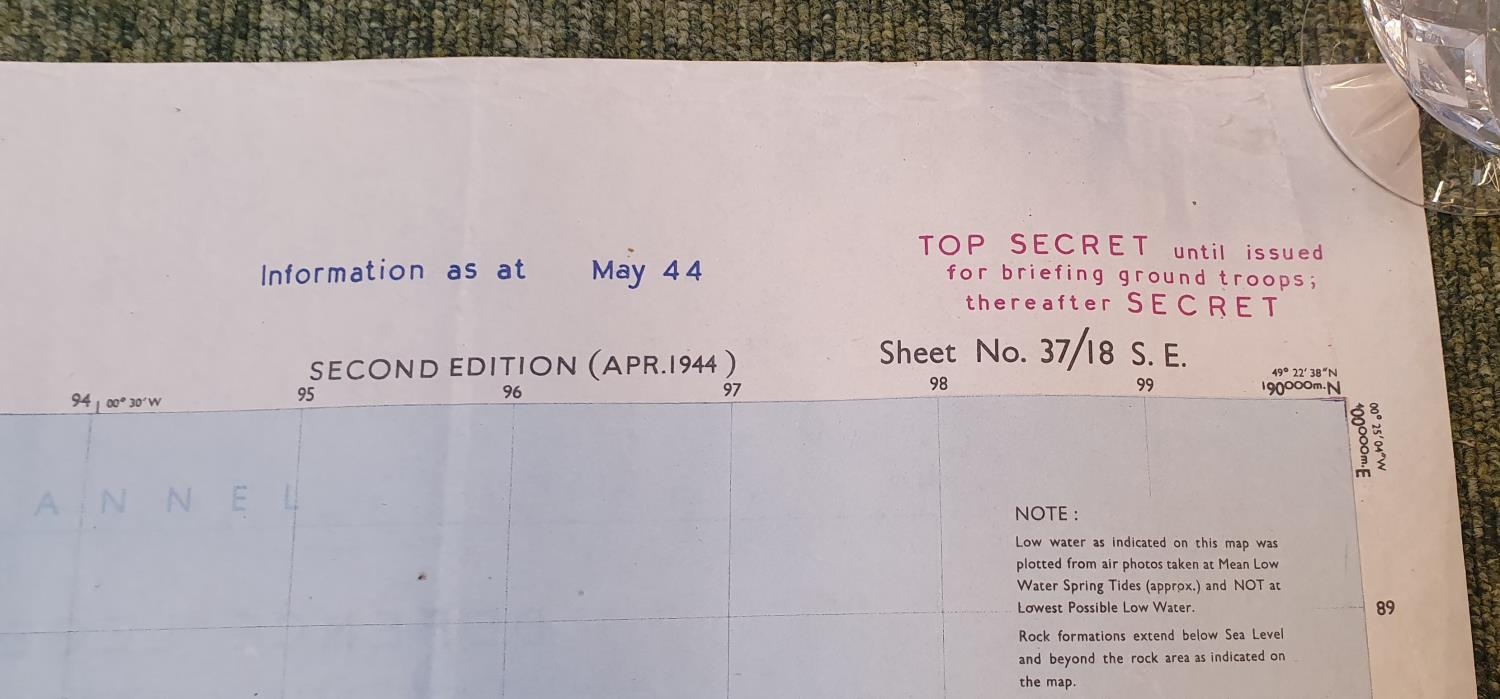 TOP SECRET until issued
for briefing ground troops;
thereafter SECRET
Information as at May 44
SECOND EDITION (APR.1944)
Sheet No. 37/18 S. E.
94 00° 30' W 95 96 97 98 99
49° 22' 38" N
190000m. N
00° 25' 04" W
400000m. E
A N N E L
NOTE :
Low water as indicated on this map was
plotted from air photos taken at Mean Low
Water Spring Tides (approx.) and NOT at
Lowest Possible Low Water.
89
Rock formations extend below Sea Level
and beyond the rock area as indicated on
the map.